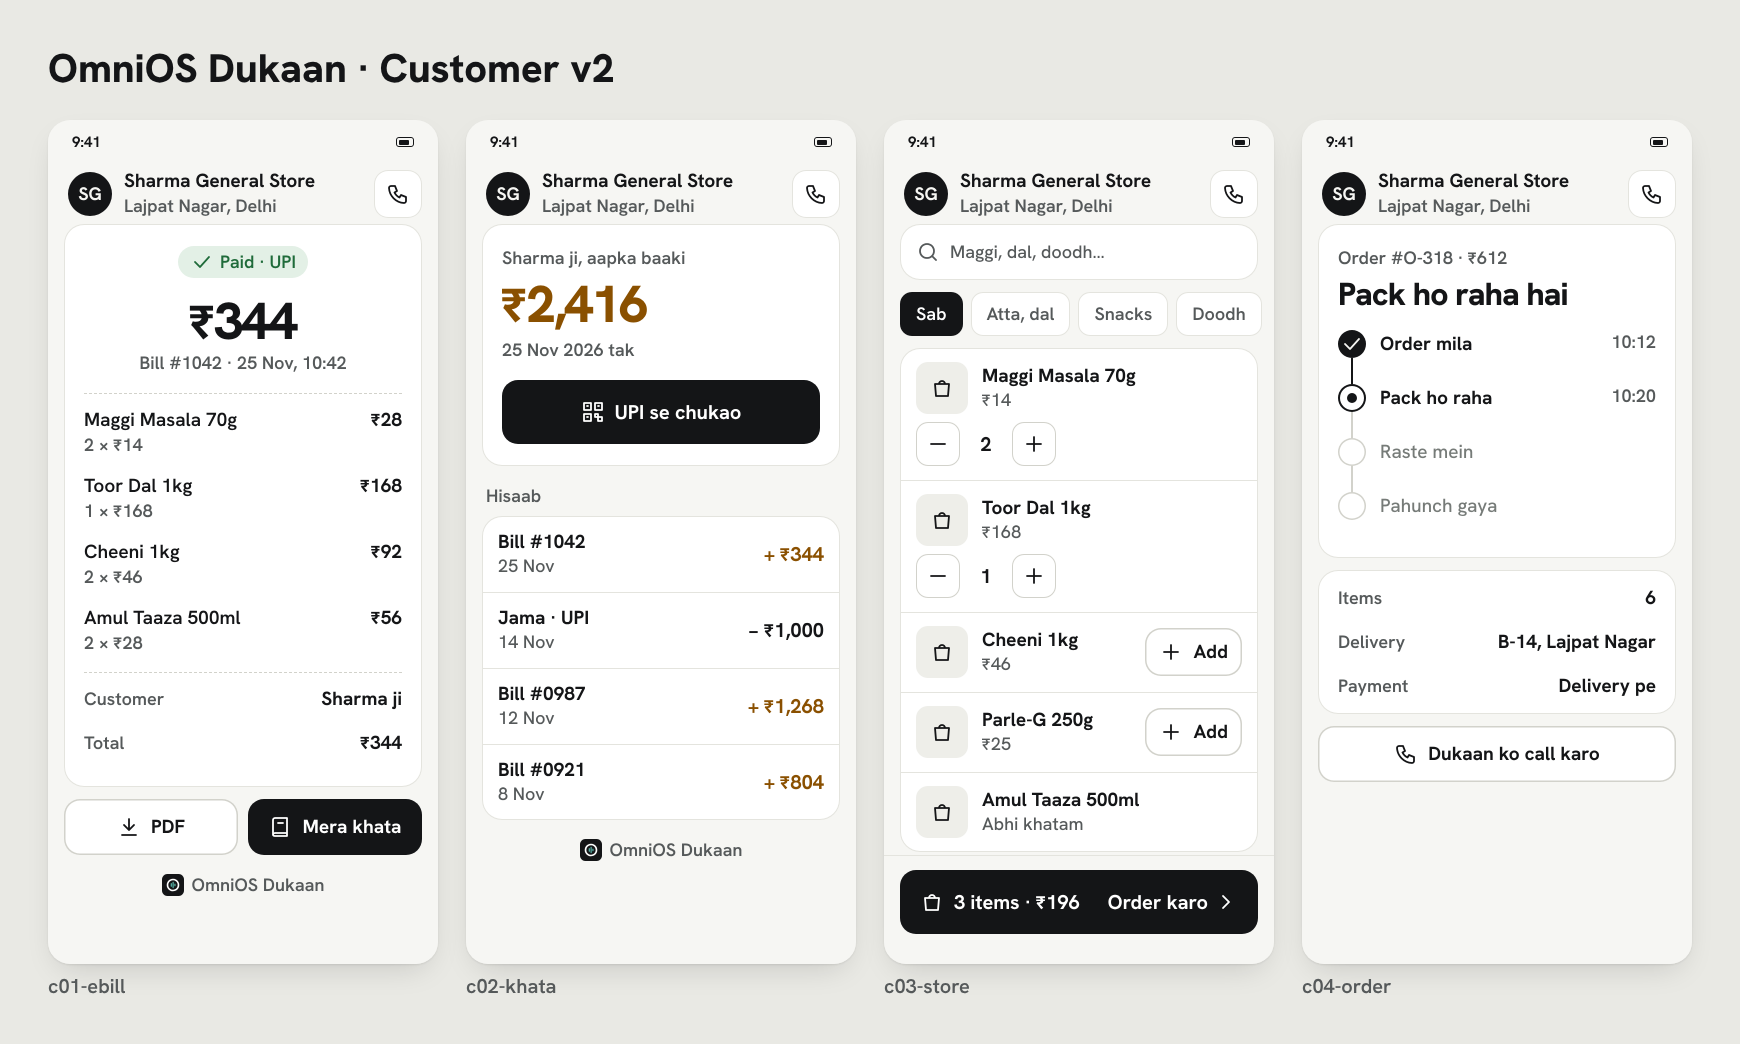 OmniOS Dukaan · Customer v2
9:41
SG
Sharma General Store
Lajpat Nagar, Delhi
Paid · UPI
₹344
Bill #1042 · 25 Nov, 10:42
Maggi Masala 70g ₹28
2 × ₹14
Toor Dal 1kg ₹168
1 × ₹168
Cheeni 1kg ₹92
2 × ₹46
Amul Taaza 500ml ₹56
2 × ₹28
Customer Sharma ji
Total ₹344
PDF Mera khata
OmniOS Dukaan
c01-ebill
9:41
SG
Sharma General Store
Lajpat Nagar, Delhi
Sharma ji, aapka baaki
₹2,416
25 Nov 2026 tak
UPI se chukao
Hisaab
Bill #1042
25 Nov
+ ₹344
Jama · UPI
14 Nov
– ₹1,000
Bill #0987
12 Nov
+ ₹1,268
Bill #0921
8 Nov
+ ₹804
OmniOS Dukaan
c02-khata
9:41
SG
Sharma General Store
Lajpat Nagar, Delhi
Maggi, dal, doodh...
Sab Atta, dal Snacks Doodh
Maggi Masala 70g
₹14
2
Toor Dal 1kg
₹168
1
Cheeni 1kg
₹46
Add
Parle-G 250g
₹25
Add
Amul Taaza 500ml
Abhi khatam
3 items · ₹196 Order karo
c03-store
9:41
SG
Sharma General Store
Lajpat Nagar, Delhi
Order #O-318 · ₹612
Pack ho raha hai
Order mila 10:12
Pack ho raha 10:20
Raste mein
Pahunch gaya
Items 6
Delivery B-14, Lajpat Nagar
Payment Delivery pe
Dukaan ko call karo
c04-order